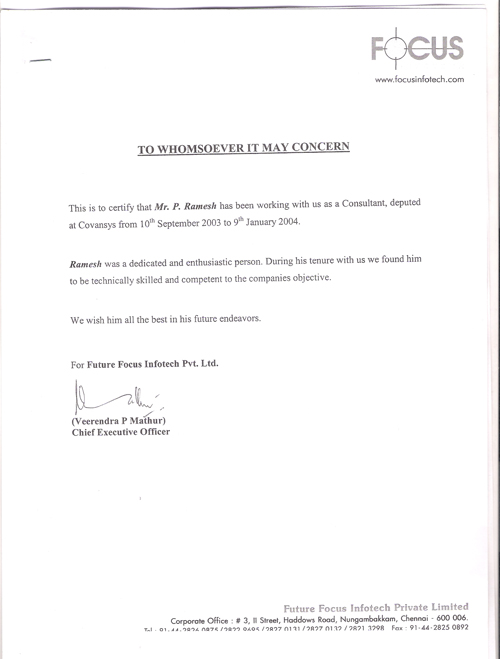 FOCUS
www.focusinfotech.com
TO WHOMSOEVER IT MAY CONCERN
This is to certify that Mr. P. Ramesh has been working with us as a Consultant, deputed
at Covansys from 10th September 2003 to 9th January 2004.
Ramesh was a dedicated and enthusiastic person. During his tenure with us we found him
to be technically skilled and competent to the companies objective.
We wish him all the best in his future endeavors.
For Future Focus Infotech Pvt. Ltd.
(Veerendra P Mathur)
Chief Executive Officer
Future Focus Infotech Private Limited
Corporate Office : # 3, II Street, Haddows Road, Nungambakkam, Chennai - 600 006.
Tel : 91-44-2824 0875 / 2822 9695 / 2827 0131 / 2827 0132 / 2821 3298 Fax : 91-44-2825 0892